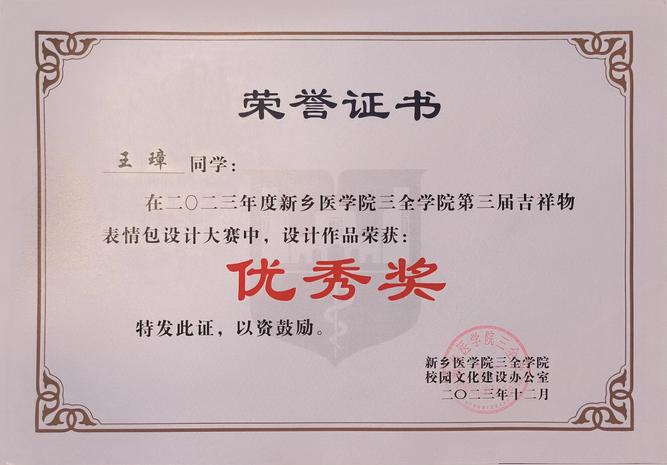 荣誉证书
王璋 同学：
在二〇二三年度新乡医学院三全学院第三届吉祥物
表情包设计大赛中，设计作品荣获：
优秀奖
特发此证，以资鼓励。
新乡医学院三全学院
校园文化建设办公室
二〇二三年十二月